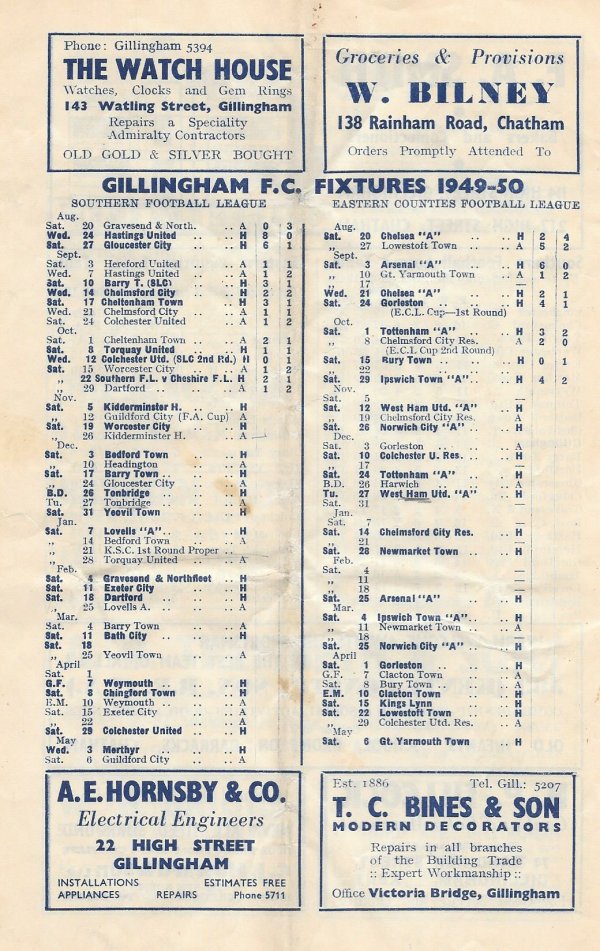 Phone: Gillingham 5394
THE WATCH HOUSE
Watches, Clocks and Gem Rings
143 Watling Street, Gillingham
Repairs a Speciality
Admiralty Contractors
OLD GOLD & SILVER BOUGHT
Groceries & Provisions
W. BILNEY
138 Rainham Road, Chatham
Orders Promptly Attended To
GILLINGHAM F.C. FIXTURES 1949-50
SOUTHERN FOOTBALL LEAGUE
Aug.
Sat. 20 Gravesend & North. .. A 0 3
Wed. 24 Hastings United .. .. H 8 0
Sat. 27 Gloucester City .. .. H 6 1
Sept.
Sat. 3 Hereford United .. .. A 1 1
Wed. 7 Hastings United .. .. A 1 2
Sat. 10 Barry T. (SLC) .. .. H 3 1
Wed. 14 Chelmsford City .. .. H 2 2
Sat. 17 Cheltenham Town .. .. H 3 1
Wed. 21 Chelmsford City .. .. A 1 1
Sat. 24 Colchester United .. .. A 1 2
Oct.
Sat. 1 Cheltenham Town .. .. A 2 1
Sat. 8 Torquay United .. .. H 1 1
Wed. 12 Colchester Utd. (SLC 2nd Rd.) H 0 1
Sat. 15 Worcester City .. .. A 1 2
,, 22 Southern F.L. v Cheshire F.L. H 2 1
,, 29 Dartford .. .. .. A 1 2
Nov.
Sat. 5 Kidderminster H. .. .. H
,, 12 Guildford City (F.A. Cup) .. A
Sat. 19 Worcester City .. .. H
,, 26 Kidderminster H. .. .. A
Dec.
Sat. 3 Bedford Town .. .. H
,, 10 Headington .. .. .. A
Sat. 17 Barry Town .. .. .. H
,, 24 Gloucester City .. .. A
B.D. 26 Tonbridge .. .. .. H
Tu. 27 Tonbridge .. .. .. A
Sat. 31 Yeovil Town .. .. H
Jan.
Sat. 7 Lovells "A" .. .. .. H
,, 14 Bedford Town .. .. A
,, 21 K.S.C. 1st Round Proper ..
,, 28 Torquay United .. .. A
Feb.
Sat. 4 Gravesend & Northfleet .. H
Sat. 11 Exeter City .. .. H
Sat. 18 Dartford .. .. .. H
,, 25 Lovells A. .. .. .. A
Mar.
Sat. 4 Barry Town .. .. A
Sat. 11 Bath City .. .. .. H
Sat. 18
,, 25 Yeovil Town .. .. A
April
Sat. 1
G.F. 7 Weymouth .. .. .. H
Sat. 8 Chingford Town .. .. H
E.M. 10 Weymouth .. .. .. A
Sat. 15 Exeter City .. .. A
,, 22 .. .. A
Sat. 29 Colchester United .. .. H
May
Wed. 3 Merthyr .. .. .. H
Sat. 6 Guildford City .. .. A
EASTERN COUNTIES FOOTBALL LEAGUE
Aug.
Sat. 20 Chelsea "A" .. .. .. H 2 4
,, 27 Lowestoft Town .. .. A 5 2
Sept.
Sat. 3 Arsenal "A" .. .. .. H 6 0
,, 10 Gt. Yarmouth Town .. A 1 2
,, 17 —
Wed. 21 Chelsea "A" .. .. .. H 2 1
Sat. 24 Gorleston .. .. .. H 4 1
(E.C.L. Cup—1st Round)
Oct.
Sat. 1 Tottenham "A" .. .. H 3 2
,, 8 Chelmsford City Res. .. A 2 0
(E.C.L Cup 2nd Round)
Sat. 15 Bury Town .. .. .. H 0 1
,, 22 —
Sat. 29 Ipswich Town "A" .. .. H 4 2
Sat. 5 —
Nov.
Sat. 12 West Ham Utd. "A" .. H
,, 19 Chelmsford City Res. .. A
Sat. 26 Norwich City "A" .. .. H
Dec.
Sat. 3 Gorleston .. .. .. A
Sat. 10 Colchester U. Res. .. .. H
,, 17 —
Sat. 24 Tottenham "A" .. .. H
B.D. 26 Harwich .. .. .. A
Tu. 27 West Ham Utd. "A" .. H
Sat. 31 —
Jan.
Sat. 7 —
Sat. 14 Chelmsford City Res. .. H
,, 21 —
Sat. 28 Newmarket Town .. .. H
Feb.
Sat. 4 —
,, 11 —
,, 18 —
Sat. 25 Arsenal "A" .. .. .. H
Mar.
Sat. 4 Ipswich Town "A" .. .. H
,, 11 Newmarket Town .. .. A
,, 18 —
Sat. 25 Norwich City "A" .. .. H
April
Sat. 1 Gorleston .. .. .. H
G.F. 7 Clacton Town .. .. A
Sat. 8 Bury Town .. .. .. A
E.M. 10 Clacton Town .. .. H
Sat. 15 Kings Lynn .. .. .. H
Sat. 22 Lowestoft Town .. .. H
,, 29 Colchester Utd. Res. .. A
May
Sat. 6 Gt. Yarmouth Town .. H
A. E. HORNSBY & CO.
Electrical Engineers
22 HIGH STREET
GILLINGHAM
INSTALLATIONS ESTIMATES FREE
APPLIANCES REPAIRS Phone 5711
Est. 1886 Tel. Gill.: 5207
T. C. BINES & SON
MODERN DECORATORS
Repairs in all branches
of the Building Trade
:: Expert Workmanship ::
Office Victoria Bridge, Gillingham